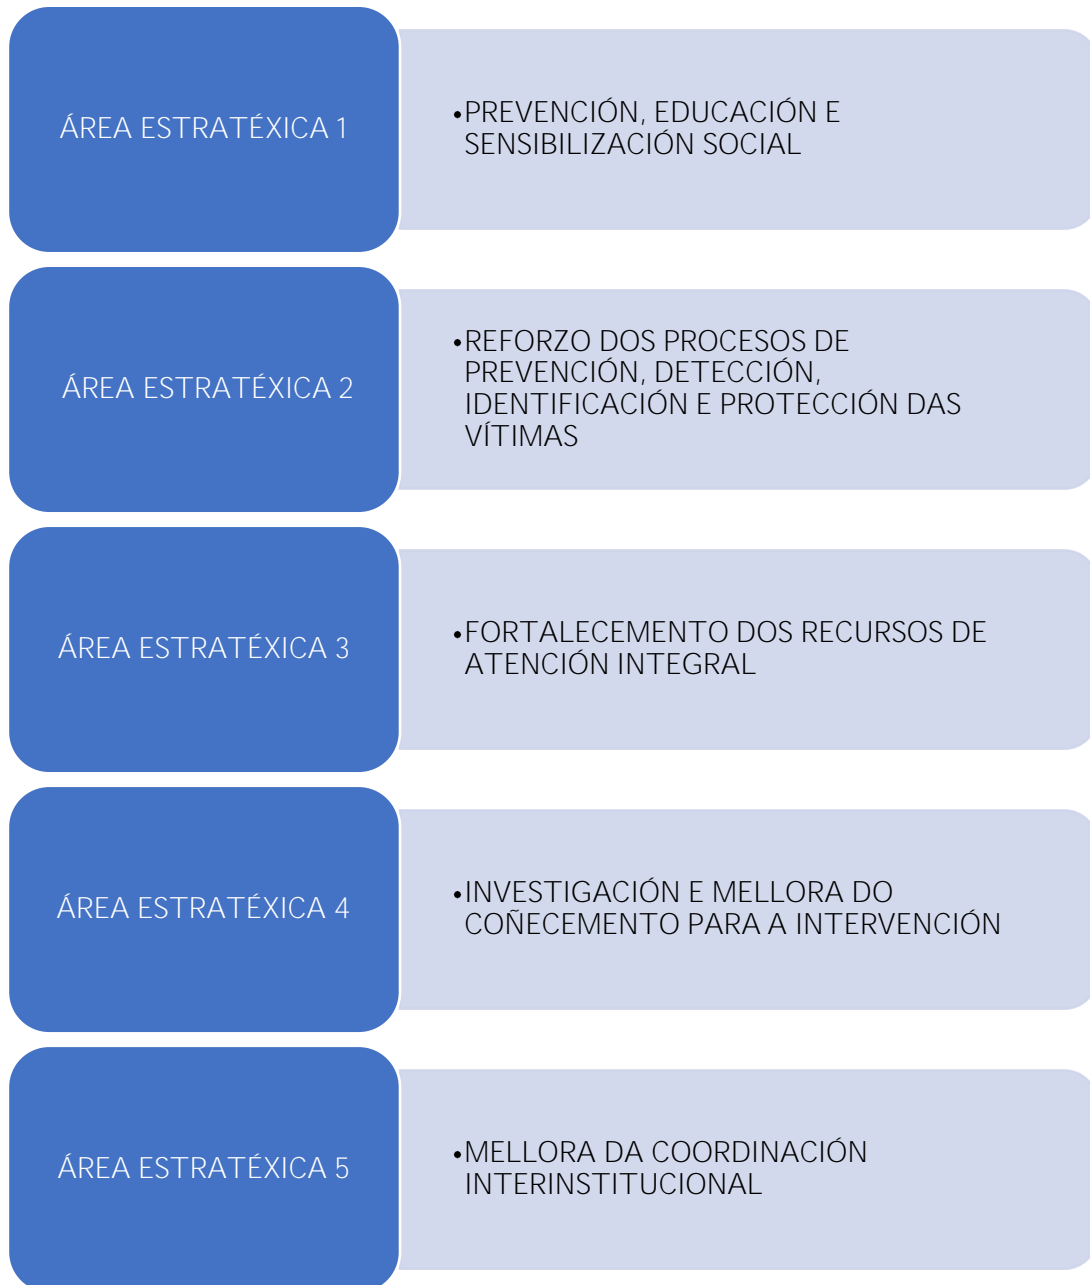 ÁREA ESTRATÉXICA 1
•PREVENCIÓN, EDUCACIÓN E
SENSIBILIZACIÓN SOCIAL
ÁREA ESTRATÉXICA 2
•REFORZO DOS PROCESOS DE
PREVENCIÓN, DETECCIÓN,
IDENTIFICACIÓN E PROTECCIÓN DAS
VÍTIMAS
ÁREA ESTRATÉXICA 3
•FORTALECEMENTO DOS RECURSOS DE
ATENCIÓN INTEGRAL
ÁREA ESTRATÉXICA 4
•INVESTIGACIÓN E MELLORA DO
COÑECEMENTO PARA A INTERVENCIÓN
ÁREA ESTRATÉXICA 5
•MELLORA DA COORDINACIÓN
INTERINSTITUCIONAL